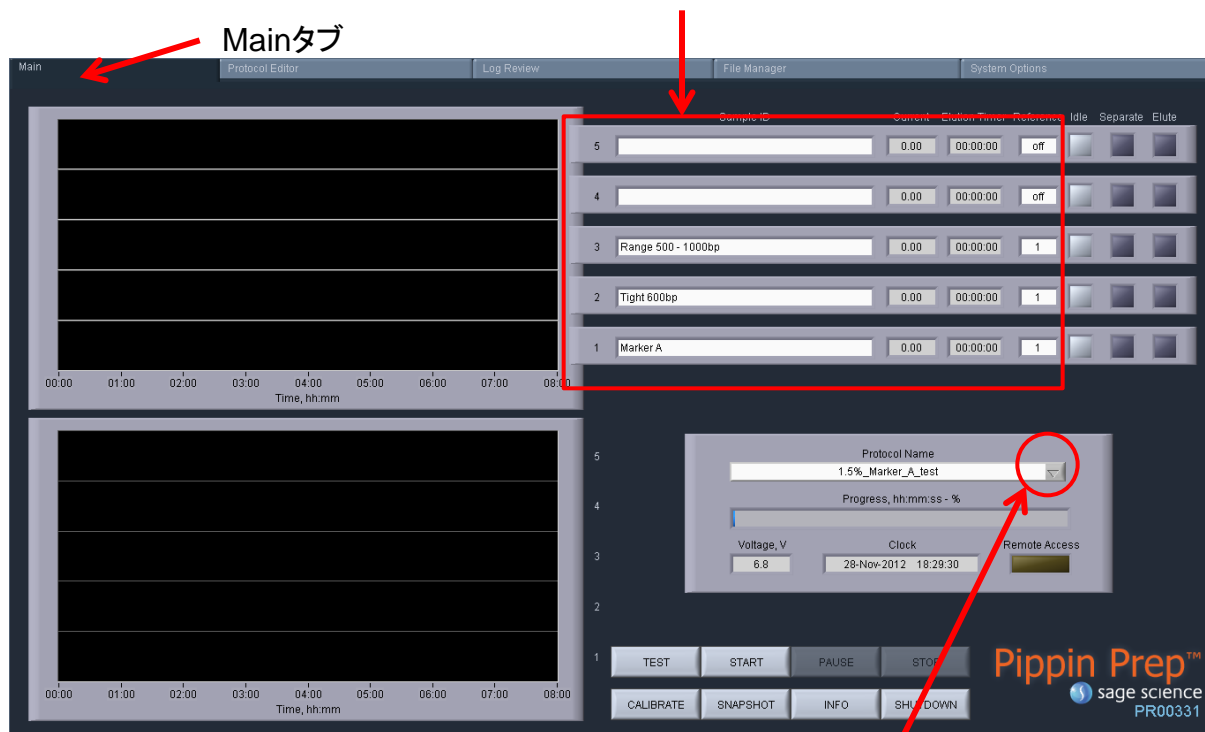 Mainタブ
Main Protocol Editor Log Review File Manager System Options
Sample ID Current Elution Timer Reference Idle Separate Elute
5 0.00 00:00:00 off
4 0.00 00:00:00 off
3 Range 500 - 1000bp 0.00 00:00:00 1
2 Tight 600bp 0.00 00:00:00 1
1 Marker A 0.00 00:00:00 1
00:00 01:00 02:00 03:00 04:00 05:00 06:00 07:00 08:00
Time, hh:mm
5
4
3
2
1
Protocol Name
1.5%_Marker_A_test
Progress, hh:mm:ss - %
Voltage, V Clock Remote Access
6.8 28-Nov-2012 18:29:30
00:00 01:00 02:00 03:00 04:00 05:00 06:00 07:00 08:00
Time, hh:mm
TEST START PAUSE STOP
CALIBRATE SNAPSHOT INFO SHUTDOWN
Pippin Prep™
sage science
PR00331